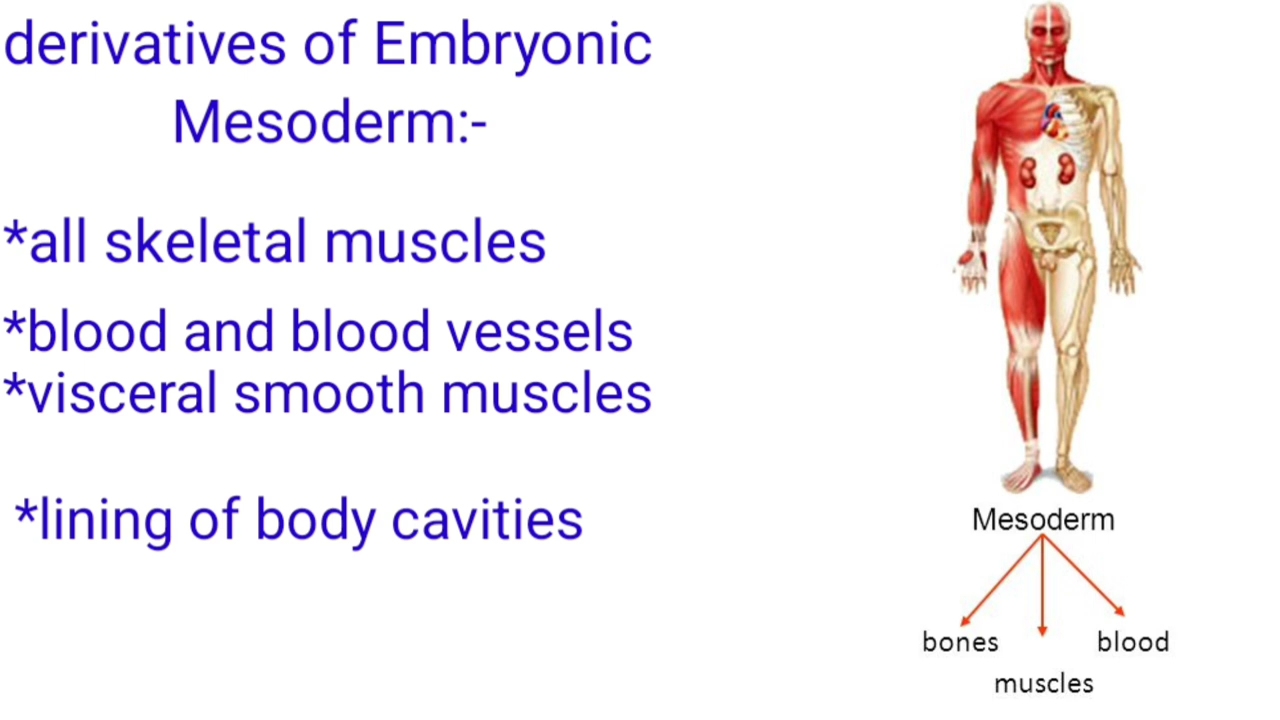 derivatives of Embryonic
Mesoderm:-
*all skeletal muscles
*blood and blood vessels
*visceral smooth muscles
*lining of body cavities
Mesoderm
bones
blood
muscles